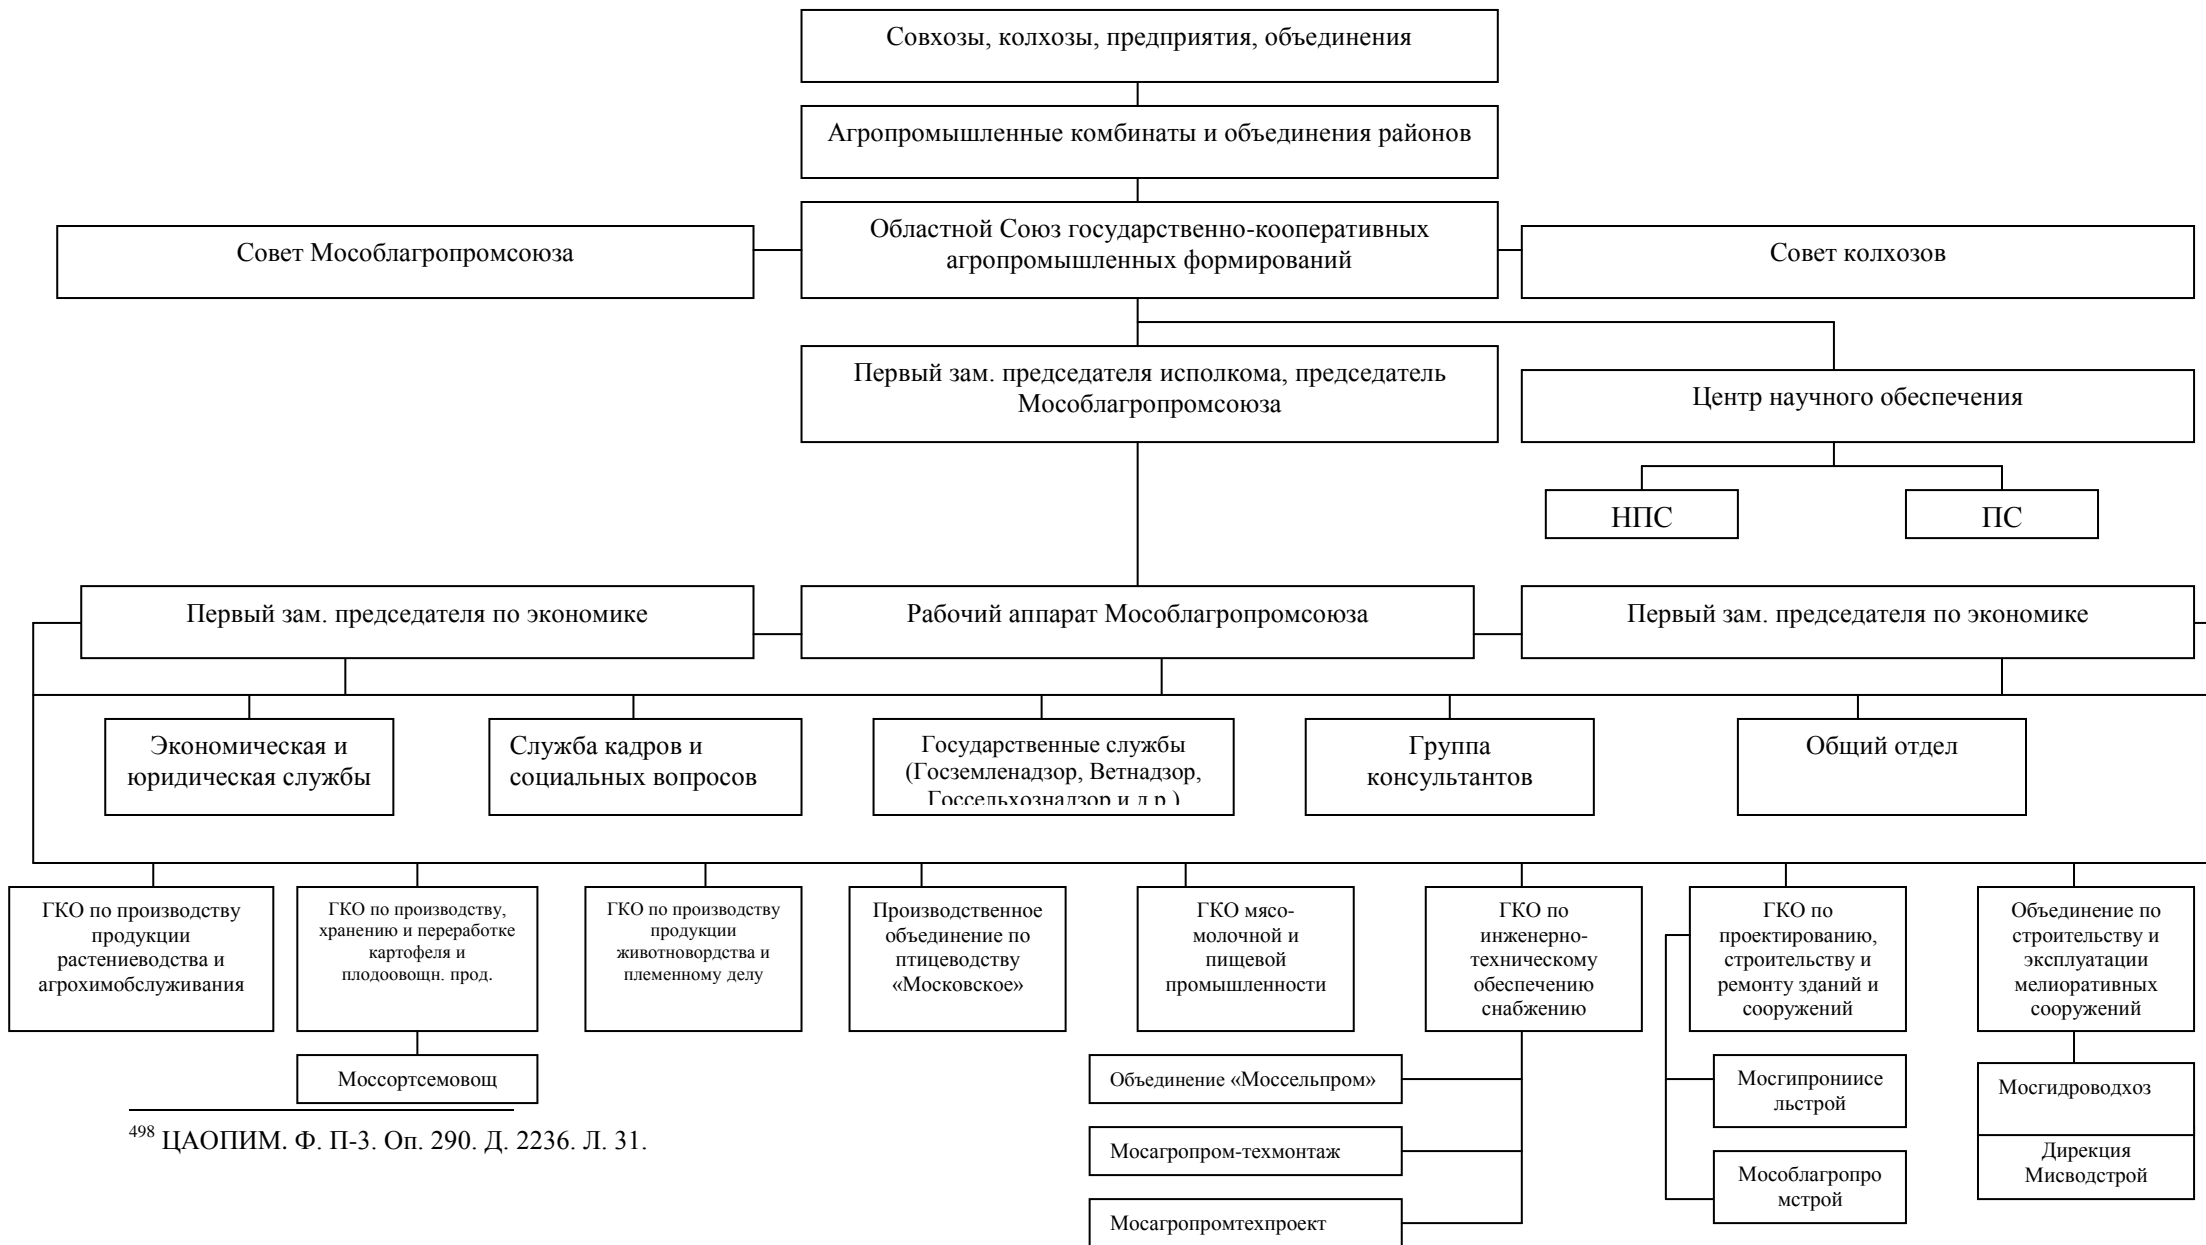 Совхозы, колхозы, предприятия, объединения
Агропромышленные комбинаты и объединения районов
Совет Мособлагропромсоюза
Областной Союз государственно-кооперативных
агропромышленных формирований
Совет колхозов
Первый зам. председателя исполкома, председатель
Мособлагропромсоюза
Центр научного обеспечения
НПС
ПС
Первый зам. председателя по экономике
Рабочий аппарат Мособлагропромсоюза
Первый зам. председателя по экономике
Экономическая и
юридическая службы
Служба кадров и
социальных вопросов
Государственные службы
(Госземленадзор, Ветнадзор,
Госсельхознадзор и д.р.)
Группа
консультантов
Общий отдел
ГКО по производству
продукции
растениеводства и
агрохимобслуживания
ГКО по производству,
хранению и переработке
картофеля и
плодоовощн. прод.
ГКО по производству
продукции
животновордства и
племенному делу
Производственное
объединение по
птицеводству
«Московское»
ГКО мясо-
молочной и
пищевой
промышленности
ГКО по
инженерно-
техническому
обеспечению
снабжению
ГКО по
проектированию,
строительству и
ремонту зданий и
сооружений
Объединение по
строительству и
эксплуатации
мелиоративных
сооружений
Моссортсемовощ
Объединение «Моссельпром»
Мосагропром-техмонтаж
Мосагропромтехпроект
Мосгипрониисе
льстрой
Мособлагропро
мстрой
Мосгидроводхоз
Дирекция
Мисводстрой
498 ЦАОПИМ. Ф. П-3. Оп. 290. Д. 2236. Л. 31.